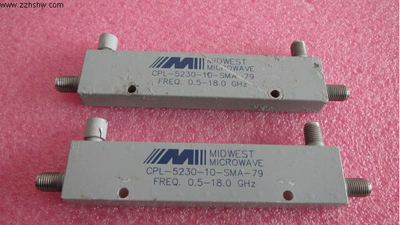 www.zzhshw.com
MIDWEST
MICROWAVE
CPL-5230-10-SMA-79
FREQ. 0.5-18.0 GHz
MIDWEST
MICROWAVE
CPL-5230-10-SMA-79
FREQ. 0.5-18.0 GHz